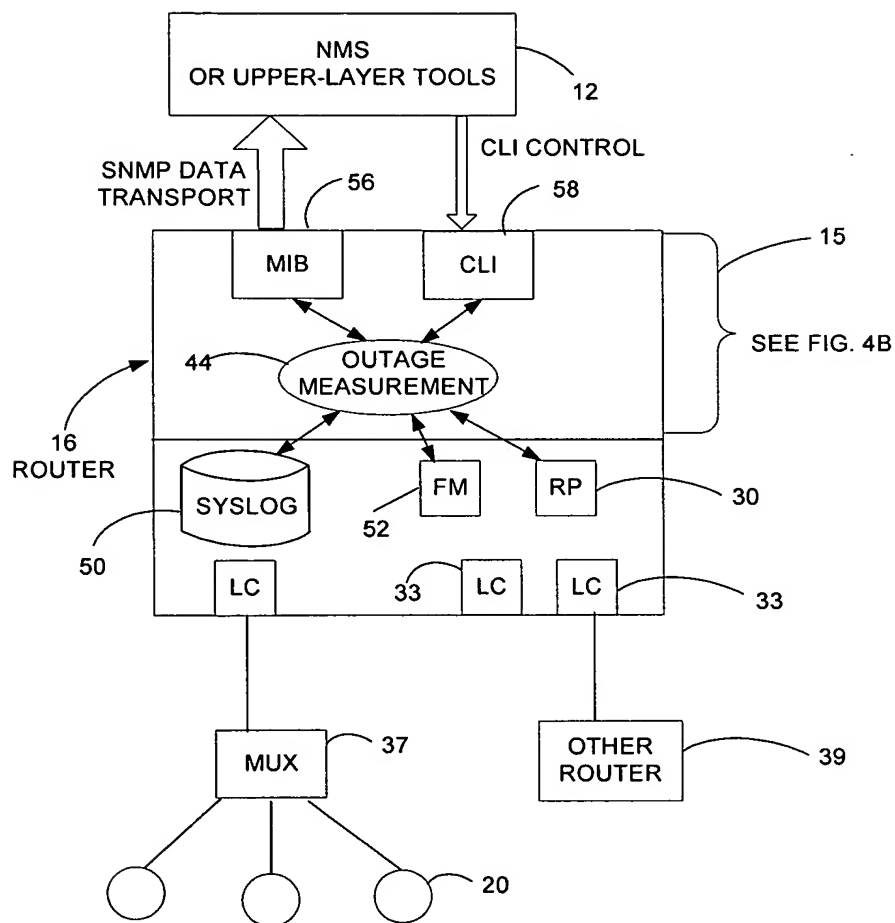 NMS
OR UPPER-LAYER TOOLS
12
SNMP DATA
TRANSPORT
CLI CONTROL
56
58
15
MIB
CLI
SEE FIG. 4B
44
OUTAGE
MEASUREMENT
16
ROUTER
SYSLOG
FM
RP
30
52
50
LC
33
LC
LC
33
MUX
37
OTHER
ROUTER
39
20